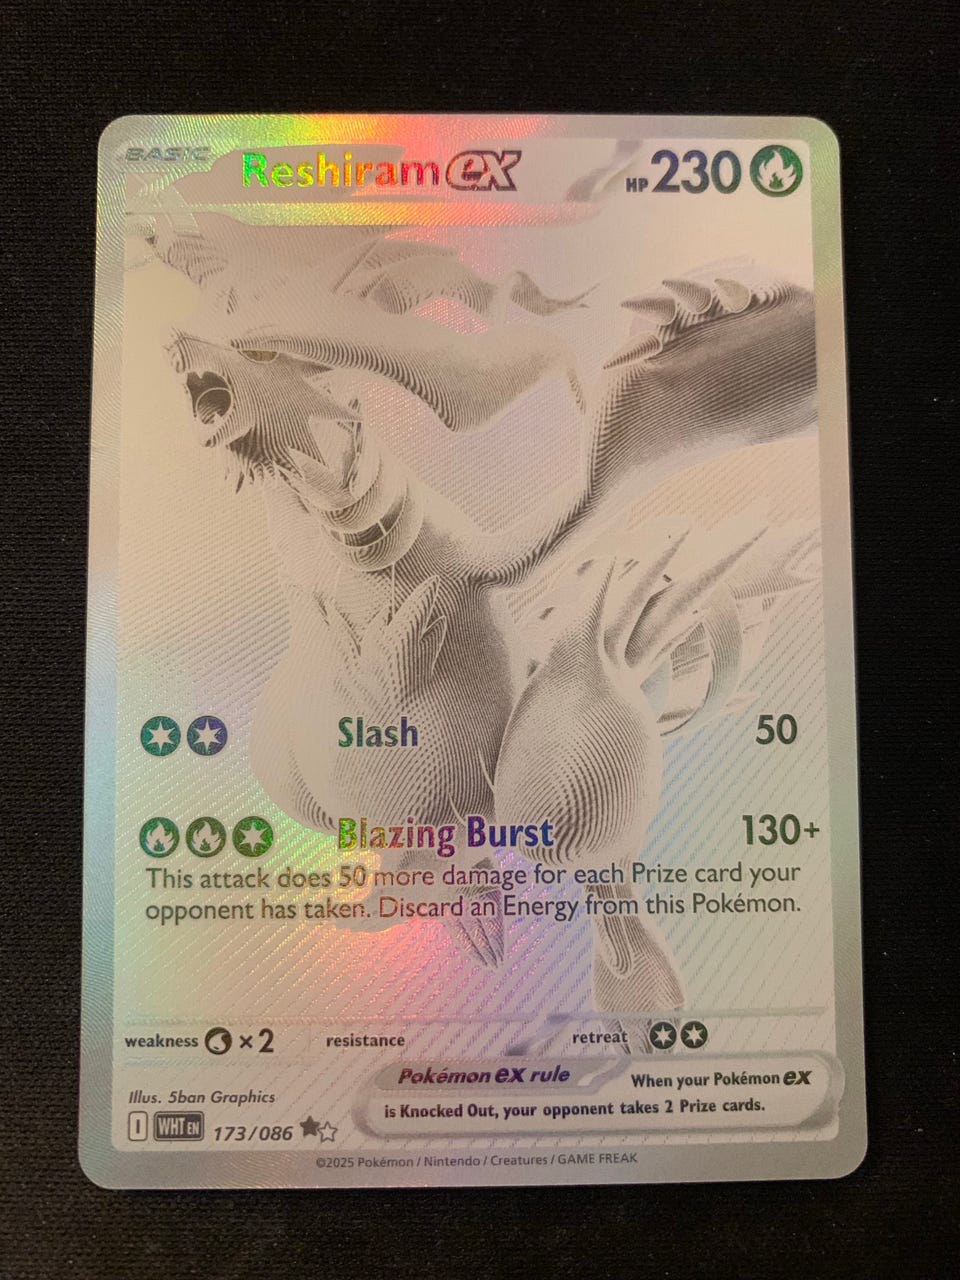 BASIC Reshiram ex HP 230
Slash 50
Blazing Burst 130+
This attack does 50 more damage for each Prize card your
opponent has taken. Discard an Energy from this Pokémon.
weakness ×2 resistance retreat
Pokémon ex rule When your Pokémon ex
is Knocked Out, your opponent takes 2 Prize cards.
Illus. 5ban Graphics
I WHT EN 173/086
©2025 Pokémon / Nintendo / Creatures / GAME FREAK